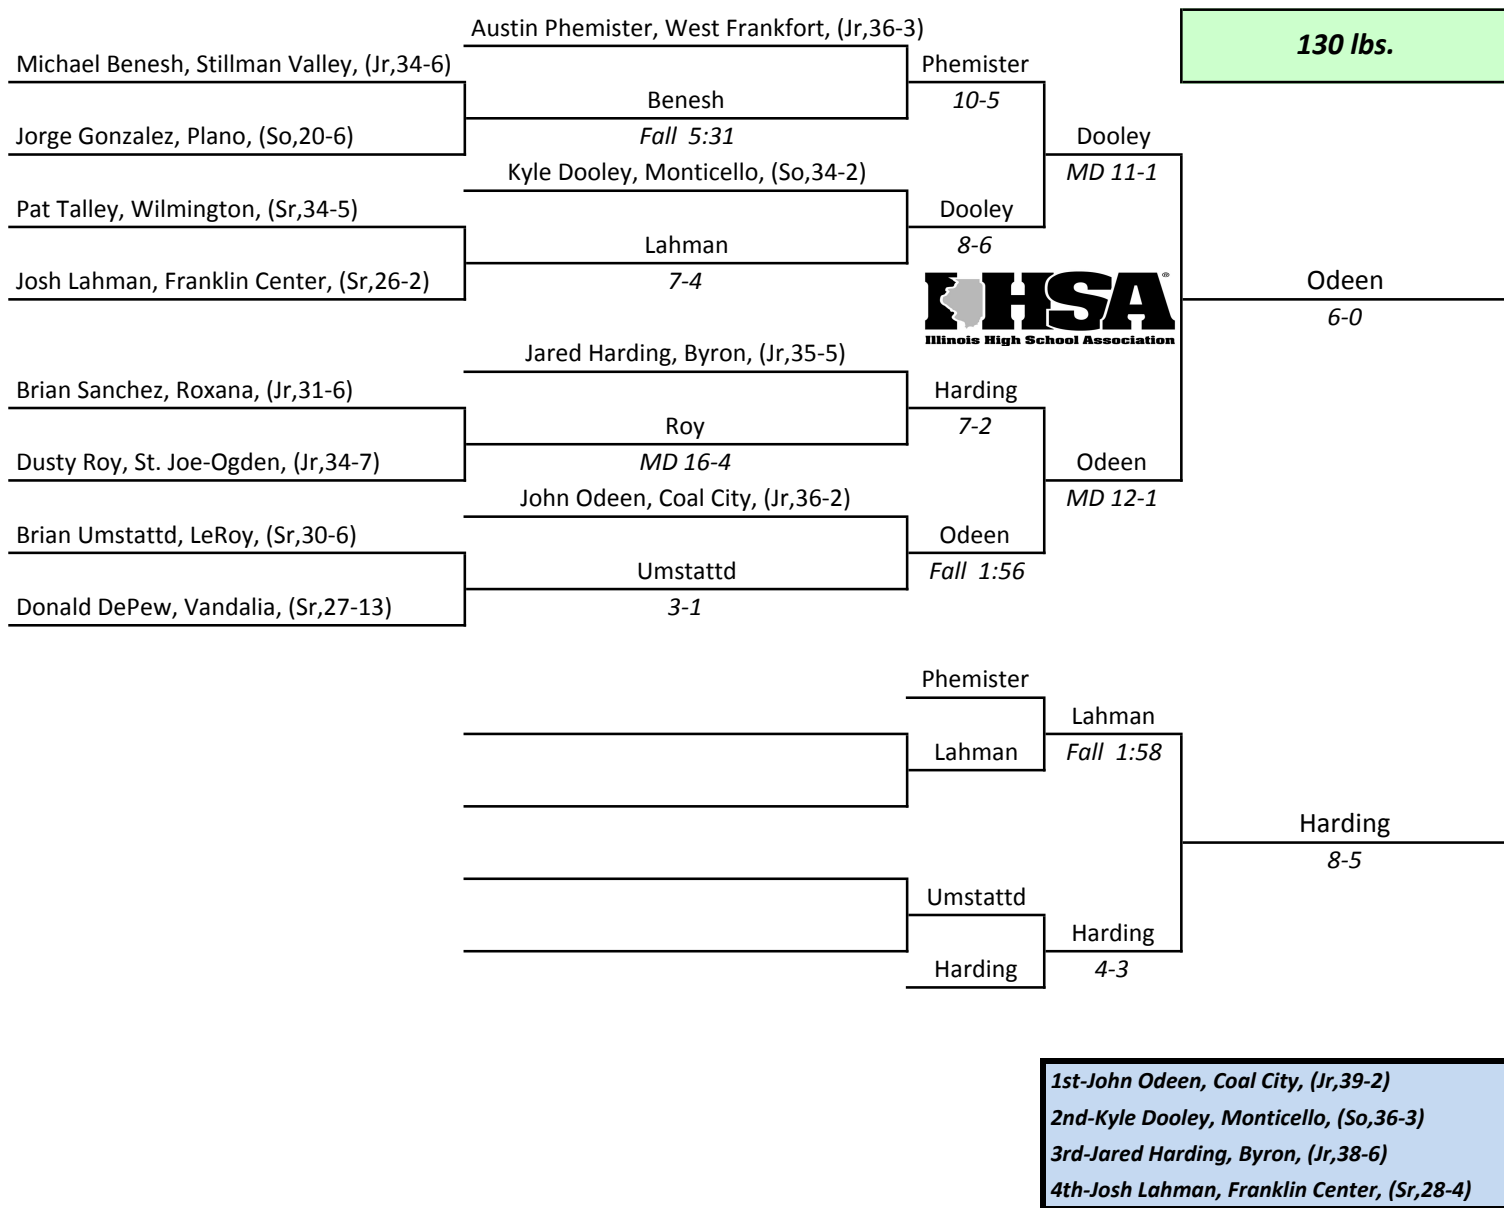 Austin Phemister, West Frankfort, (Jr,36-3)
130 lbs.
Michael Benesh, Stillman Valley, (Jr,34-6)
Phemister
Benesh
10-5
Jorge Gonzalez, Plano, (So,20-6)
Fall 5:31
Dooley
Kyle Dooley, Monticello, (So,34-2)
MD 11-1
Pat Talley, Wilmington, (Sr,34-5)
Dooley
Lahman
8-6
Josh Lahman, Franklin Center, (Sr,26-2)
7-4
IHSA®
Illinois High School Association
Odeen
6-0
Jared Harding, Byron, (Jr,35-5)
Brian Sanchez, Roxana, (Jr,31-6)
Harding
Roy
7-2
Dusty Roy, St. Joe-Ogden, (Jr,34-7)
MD 16-4
Odeen
John Odeen, Coal City, (Jr,36-2)
MD 12-1
Brian Umstattd, LeRoy, (Sr,30-6)
Odeen
Umstattd
Fall 1:56
Donald DePew, Vandalia, (Sr,27-13)
3-1
Phemister
Lahman
Lahman
Fall 1:58
Harding
8-5
Umstattd
Harding
Harding
4-3
1st-John Odeen, Coal City, (Jr,39-2)
2nd-Kyle Dooley, Monticello, (So,36-3)
3rd-Jared Harding, Byron, (Jr,38-6)
4th-Josh Lahman, Franklin Center, (Sr,28-4)